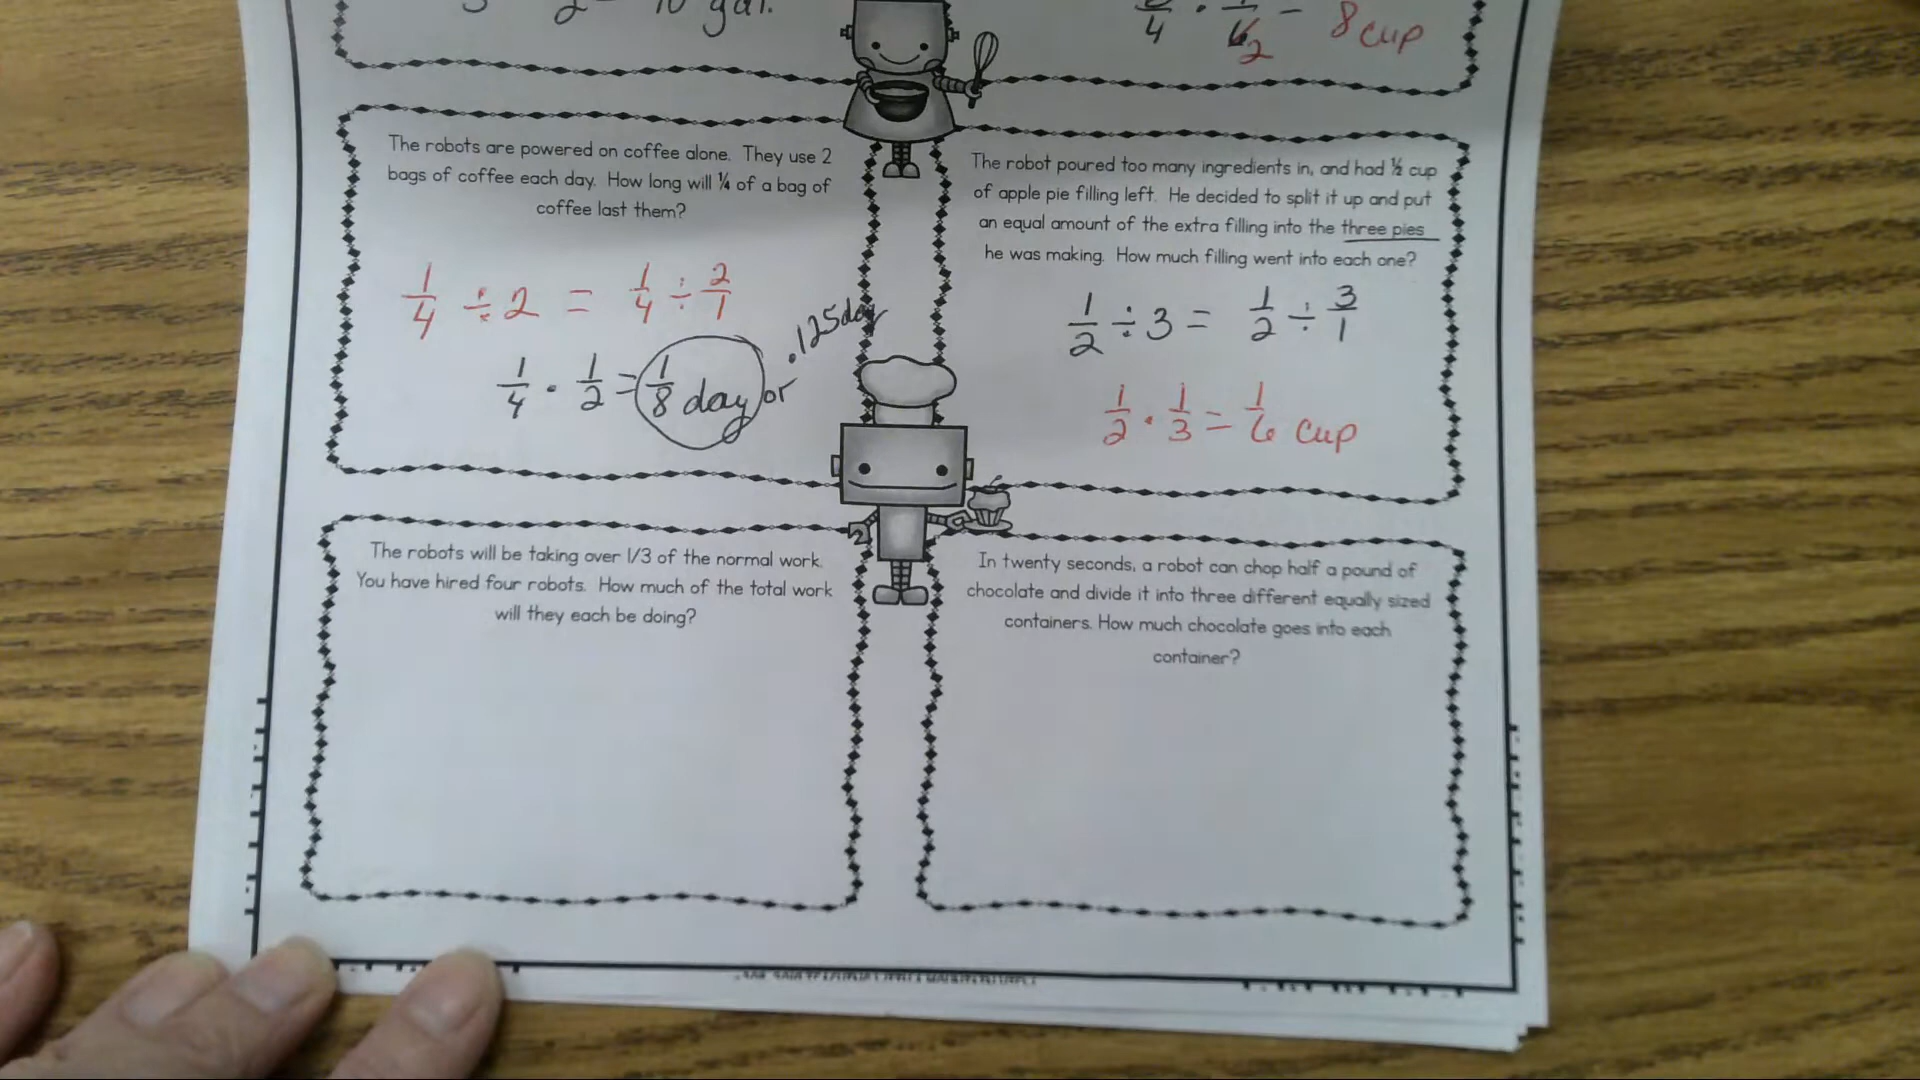 gal.
8 cup
The robots are powered on coffee alone. They use 2
bags of coffee each day. How long will ¼ of a bag of
coffee last them?
1/4 ÷ 2 = 1/4 ÷ 2/1
1/4 · 1/2 = 1/8 day or .125 day
The robot poured too many ingredients in, and had ½ cup
of apple pie filling left. He decided to split it up and put
an equal amount of the extra filling into the three pies
he was making. How much filling went into each one?
1/2 ÷ 3 = 1/2 ÷ 3/1
1/2 · 1/3 = 1/6 cup
The robots will be taking over 1/3 of the normal work.
You have hired four robots. How much of the total work
will they each be doing?
In twenty seconds, a robot can chop half a pound of
chocolate and divide it into three different equally sized
containers. How much chocolate goes into each
container?